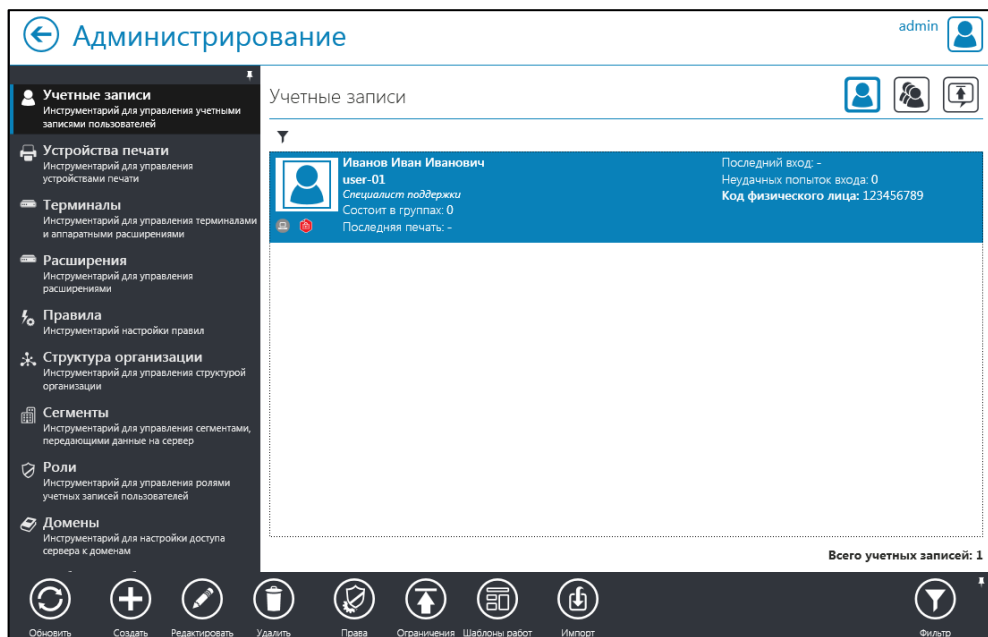 Администрирование
admin
Учетные записи
Инструментарий для управления учетными
записями пользователей
Устройства печати
Инструментарий для управления
устройствами печати
Терминалы
Инструментарий для управления терминалами
и аппаратными расширениями
Расширения
Инструментарий для управления
расширениями
Правила
Инструментарий настройки правил
Структура организации
Инструментарий для управления структурой
организации
Сегменты
Инструментарий для управления сегментами,
передающими данные на сервер
Роли
Инструментарий для управления ролями
учетных записей пользователей
Домены
Инструментарий для настройки доступа
сервера к доменам
Учетные записи
Иванов Иван Иванович
user-01
Специалист поддержки
Состоит в группах: 0
Последняя печать: -
Последний вход: -
Неудачных попыток входа: 0
Код физического лица: 123456789
Всего учетных записей: 1
Обновить
Создать
Редактировать
Удалить
Права
Ограничения
Шаблоны работ
Импорт
Фильтр